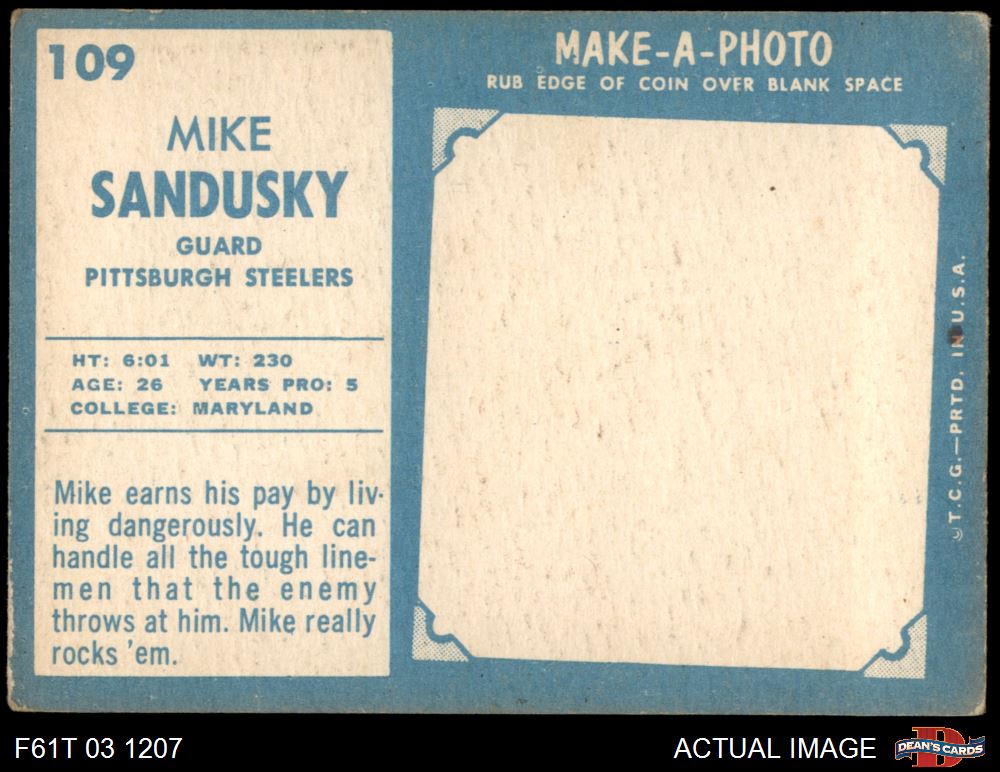 109
MIKE
SANDUSKY
GUARD
PITTSBURGH STEELERS
HT: 6:01 WT: 230
AGE: 26 YEARS PRO: 5
COLLEGE: MARYLAND
Mike earns his pay by liv-
ing dangerously. He can
handle all the tough line-
men that the enemy
throws at him. Mike really
rocks 'em.
MAKE-A-PHOTO
RUB EDGE OF COIN OVER BLANK SPACE
©T.C.G.—PRTD. IN U.S.A.
F61T 03 1207
ACTUAL IMAGE
D
DEAN'S CARDS